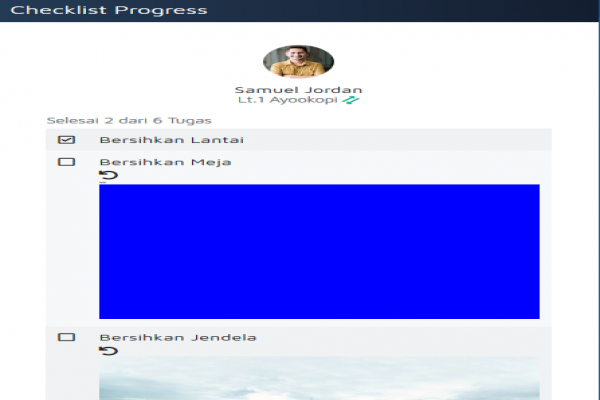 Checklist Progress
Samuel Jordan
Lt.1 Ayookopi
Selesai 2 dari 6 Tugas
Bersihkan Lantai
Bersihkan Meja
Bersihkan Jendela